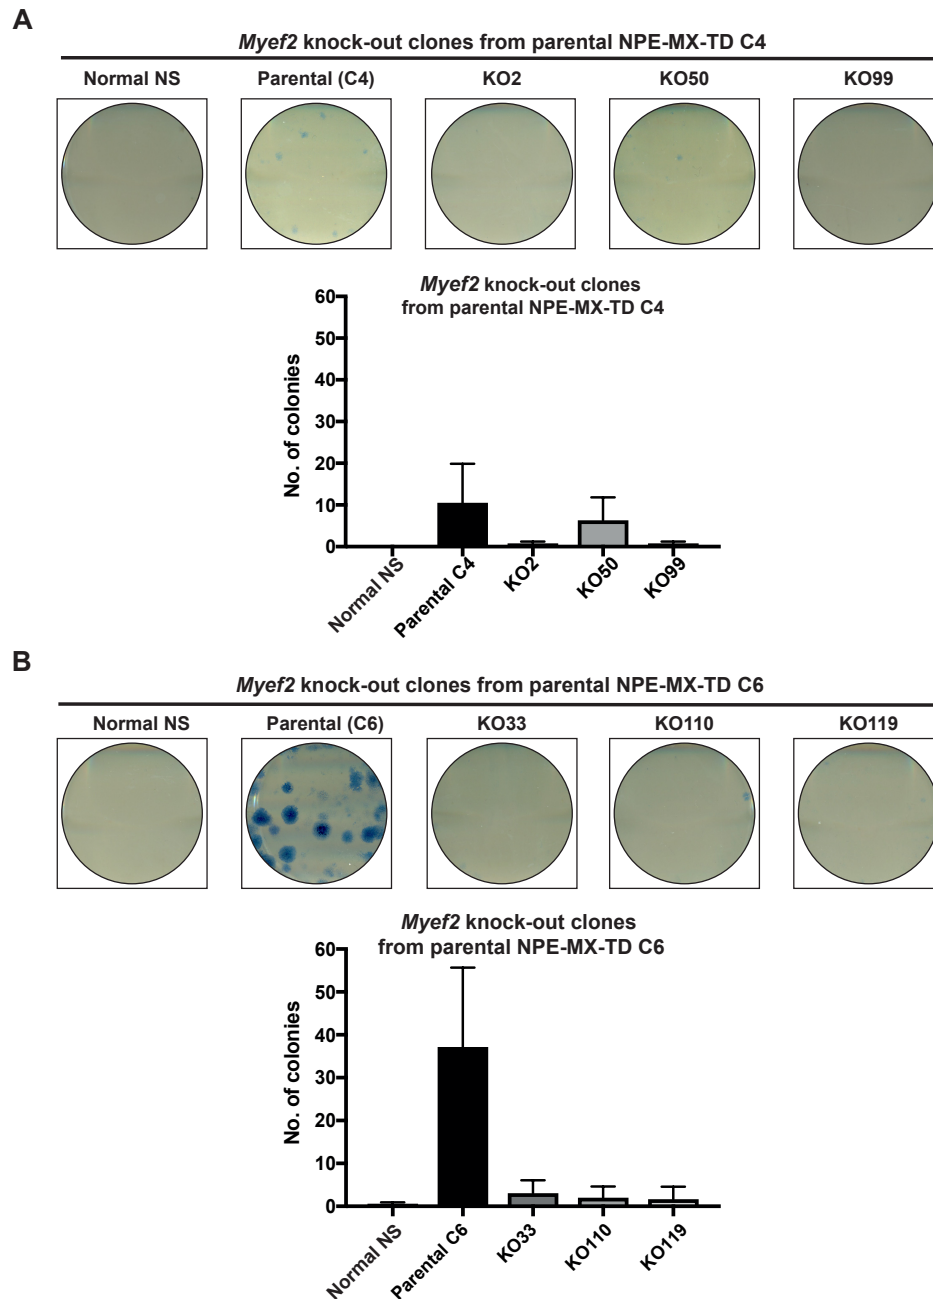 A
Myef2 knock-out clones from parental NPE-MX-TD C4
Normal NS Parental (C4) KO2 KO50 KO99
Myef2 knock-out clones
from parental NPE-MX-TD C4
No. of colonies
60
50
40
30
20
10
0
Normal NS Parental C4 KO2 KO50 KO99
B
Myef2 knock-out clones from parental NPE-MX-TD C6
Normal NS Parental (C6) KO33 KO110 KO119
Myef2 knock-out clones
from parental NPE-MX-TD C6
No. of colonies
60
50
40
30
20
10
0
Normal NS Parental C6 KO33 KO110 KO119